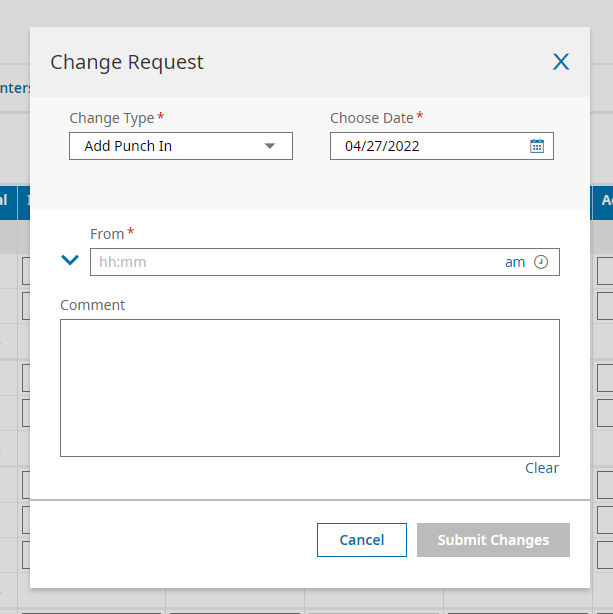 Change Request X
Change Type * Choose Date *
Add Punch In 04/27/2022
From *
hh:mm am
Comment
Clear
Cancel Submit Changes